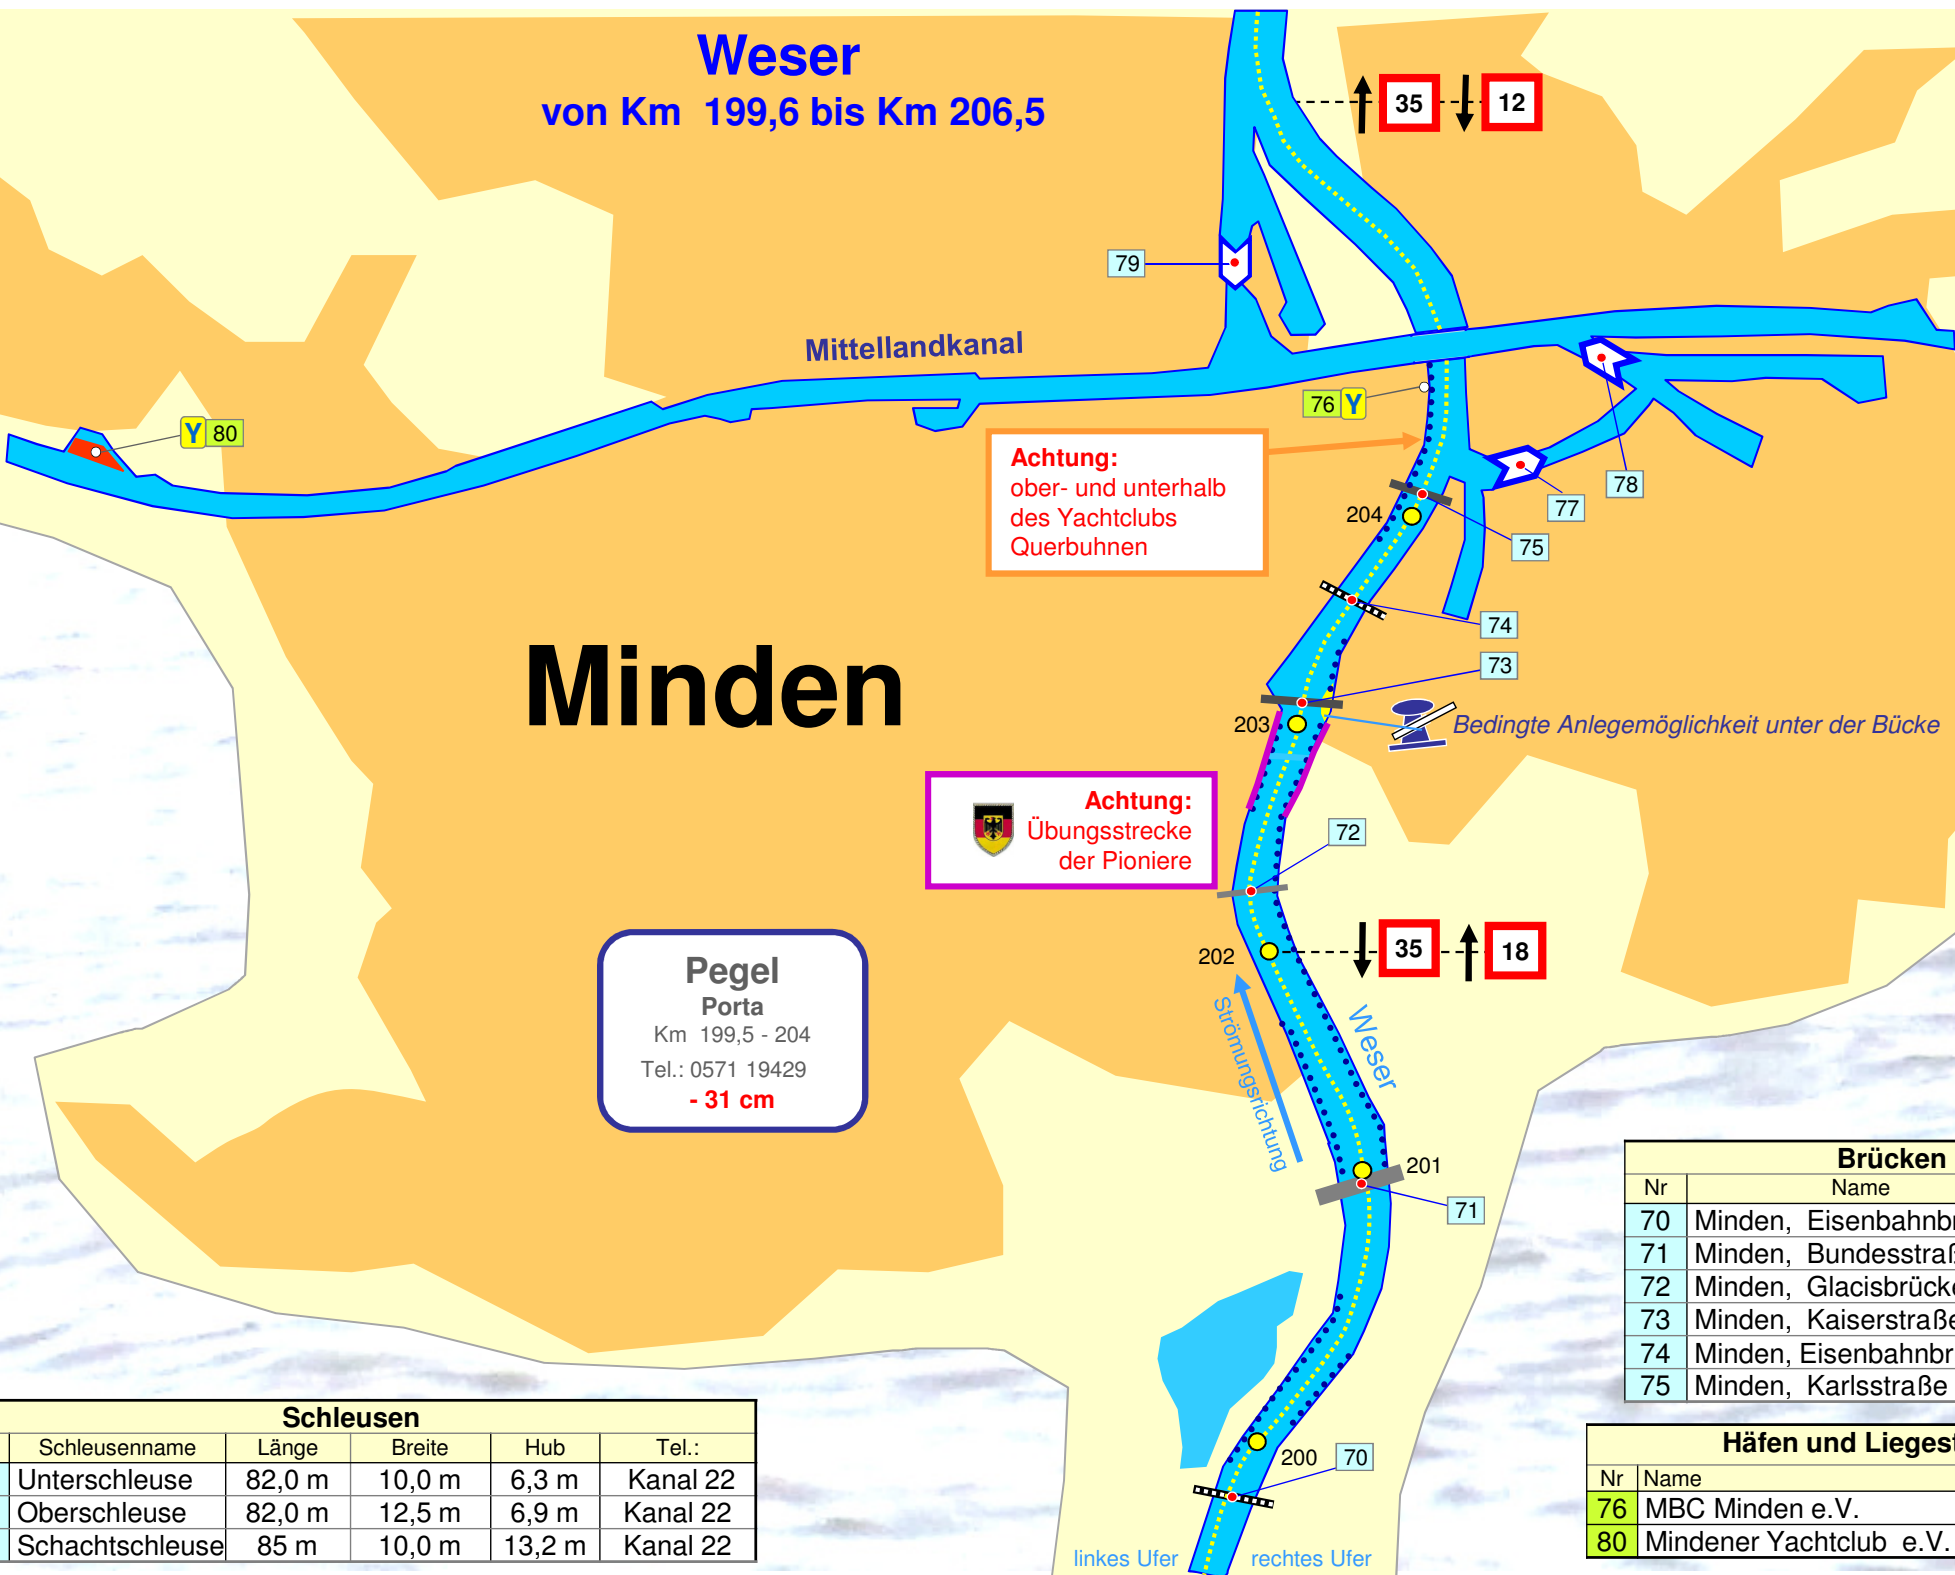 Weser
von Km 199,6 bis Km 206,5
35
12
79
Mittellandkanal
76 Y
Y 80
78
77
Achtung:
ober- und unterhalb
des Yachtclubs
Querbuhnen
204
75
74
73
Minden
203
Bedingte Anlegemöglichkeit unter der Bücke
Achtung:
Übungsstrecke
der Pioniere
72
35
18
202
Pegel
Porta
Km 199,5 - 204
Tel.: 0571 19429
- 31 cm
Strömungsrichtung
Weser
201
71
200
70
linkes Ufer
rechtes Ufer
Schleusen
Schleusenname Länge Breite Hub Tel.:
Unterschleuse 82,0 m 10,0 m 6,3 m Kanal 22
Oberschleuse 82,0 m 12,5 m 6,9 m Kanal 22
Schachtschleuse 85 m 10,0 m 13,2 m Kanal 22
Brücken
Nr Name
70 Minden,
71 Minden,
72 Minden, Glacisbrücke
73 Minden, Kaiserstraße
74 Minden,
75 Minden, Karlsstraße
Häfen und
Nr Name
76 MBC Minden e.V.
80 Mindener Yachtclub e.V.